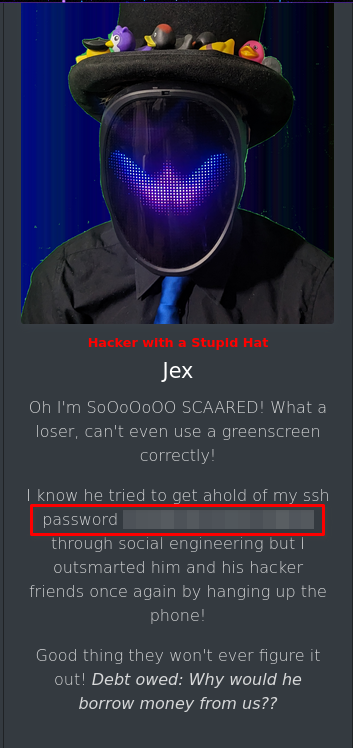 Hacker with a Stupid Hat
Jex
Oh I'm SoOoOoOO SCAARED! What a
loser, can't even use a greenscreen
correctly!
I know he tried to get ahold of my ssh
password
through social engineering but I
outsmarted him and his hacker
friends once again by hanging up the
phone!
Good thing they won't ever figure it
out! Debt owed: Why would he
borrow money from us??